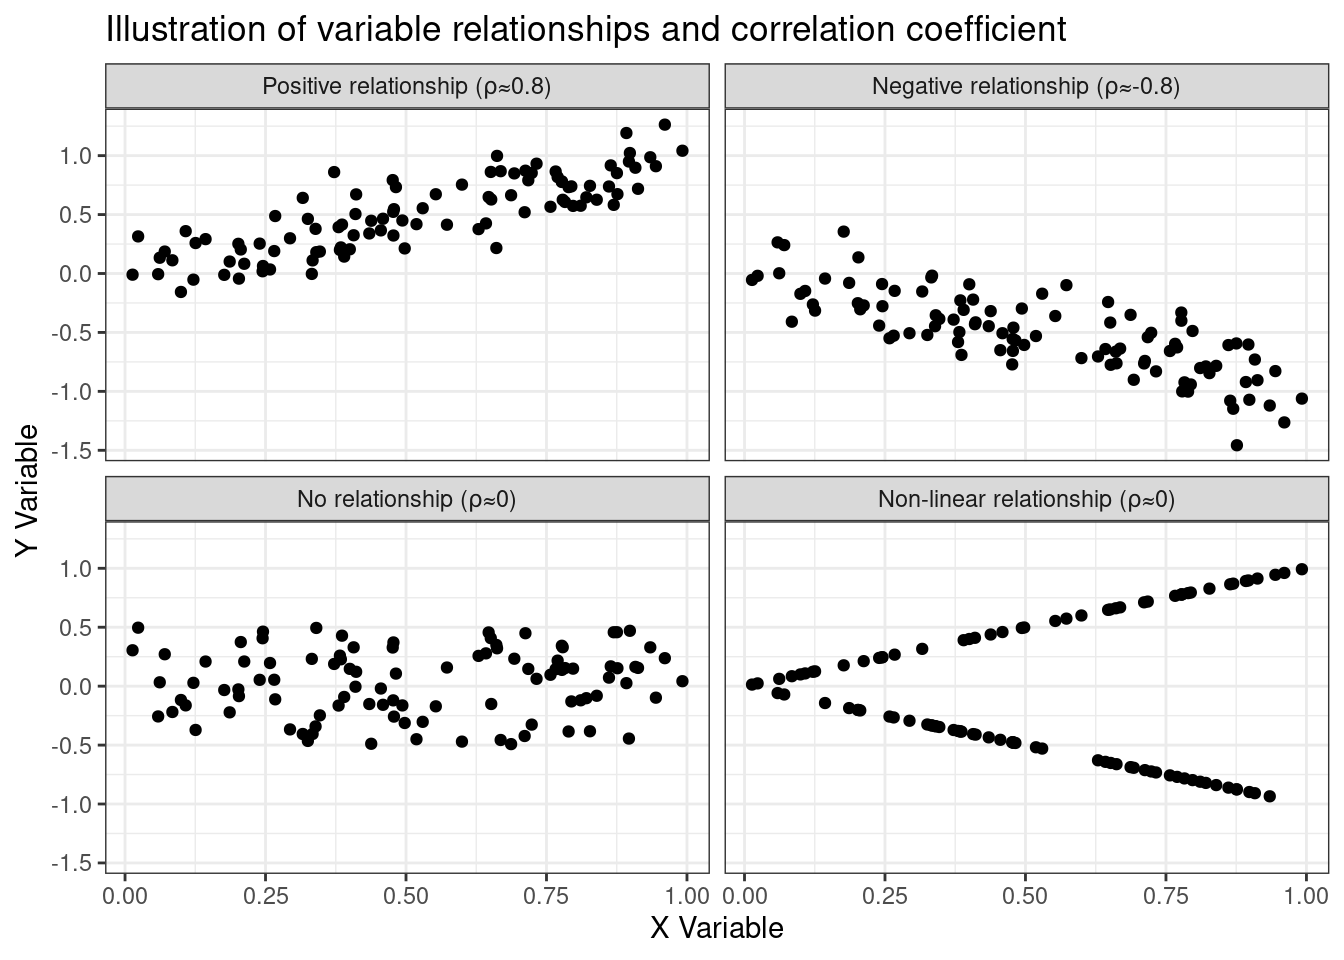 Illustration of variable relationships and correlation coefficient
Positive relationship (ρ≈0.8)
Negative relationship (ρ≈-0.8)
1.0
0.5
0.0
-0.5
-1.0
-1.5
No relationship (ρ≈0)
Non-linear relationship (ρ≈0)
1.0
0.5
0.0
-0.5
-1.0
-1.5
Y Variable
0.00 0.25 0.50 0.75 1.00
0.00 0.25 0.50 0.75 1.00
X Variable